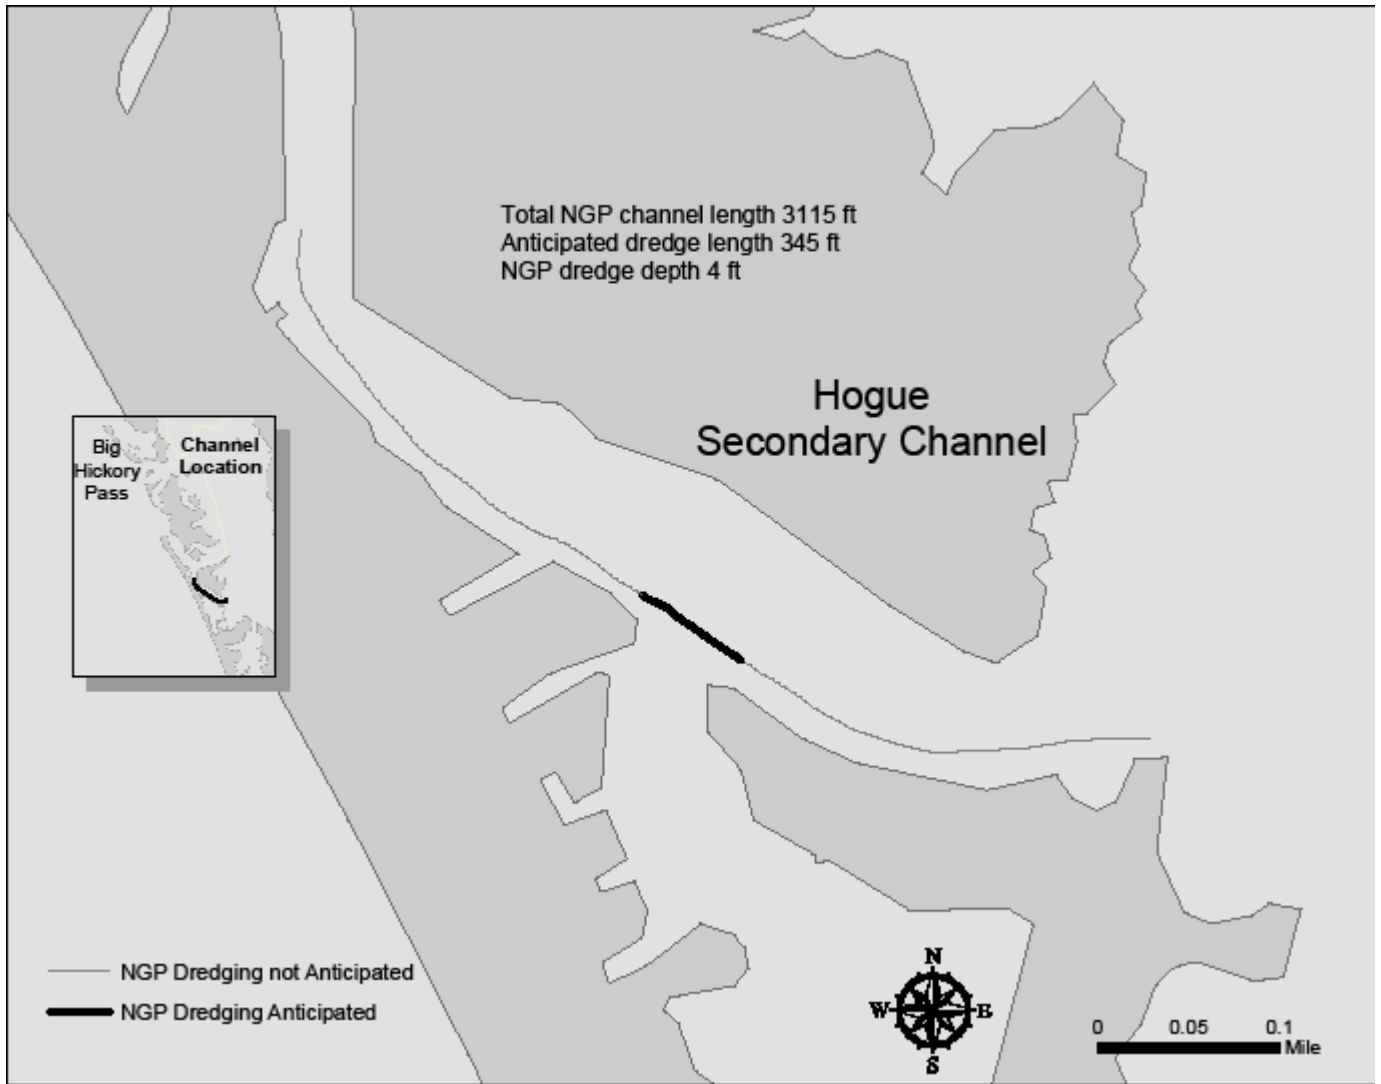 Total NGP channel length 3115 ft
Anticipated dredge length 345 ft
NGP dredge depth 4 ft
Hogue
Secondary Channel
Big
Hickory
Pass
Channel
Location
NGP Dredging not Anticipated
NGP Dredging Anticipated
N
W
E
S
0 0.05 0.1
Mile